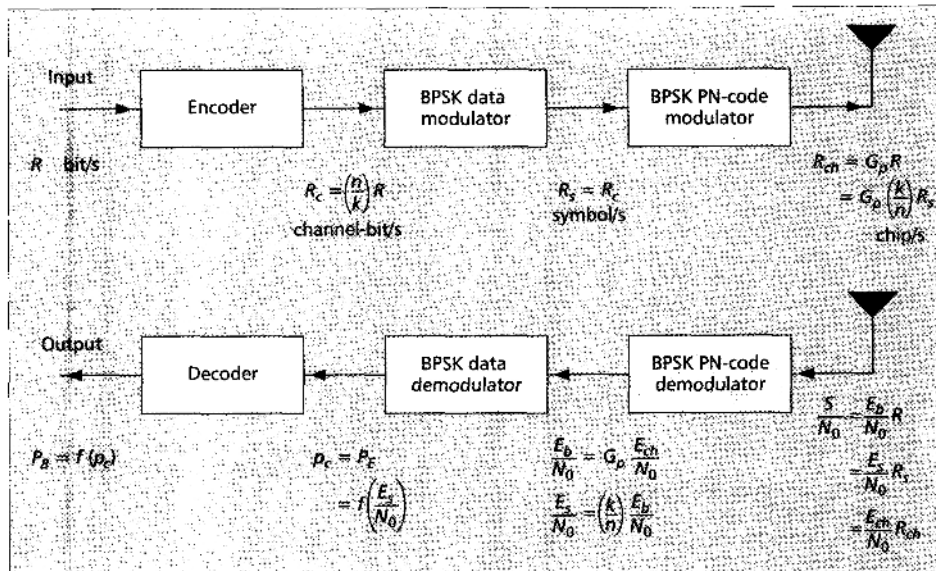 Input
Encoder
BPSK data
modulator
BPSK PN-code
modulator
R bit/s
R_c = (n/k) R
channel-bit/s
R_s = R_c
symbol/s
R_ch = G_p R
= G_p (k/n) R_s
chip/s
Output
Decoder
BPSK data
demodulator
BPSK PN-code
demodulator
P_B = f(p_c)
p_c = P_E
= f(E_s/N_0)
E_b/N_0 = G_p E_ch/N_0
E_s/N_0 = (k/n) E_b/N_0
S/N_0 = E_b/N_0 R
= E_s/N_0 R_s
= E_ch/N_0 R_ch